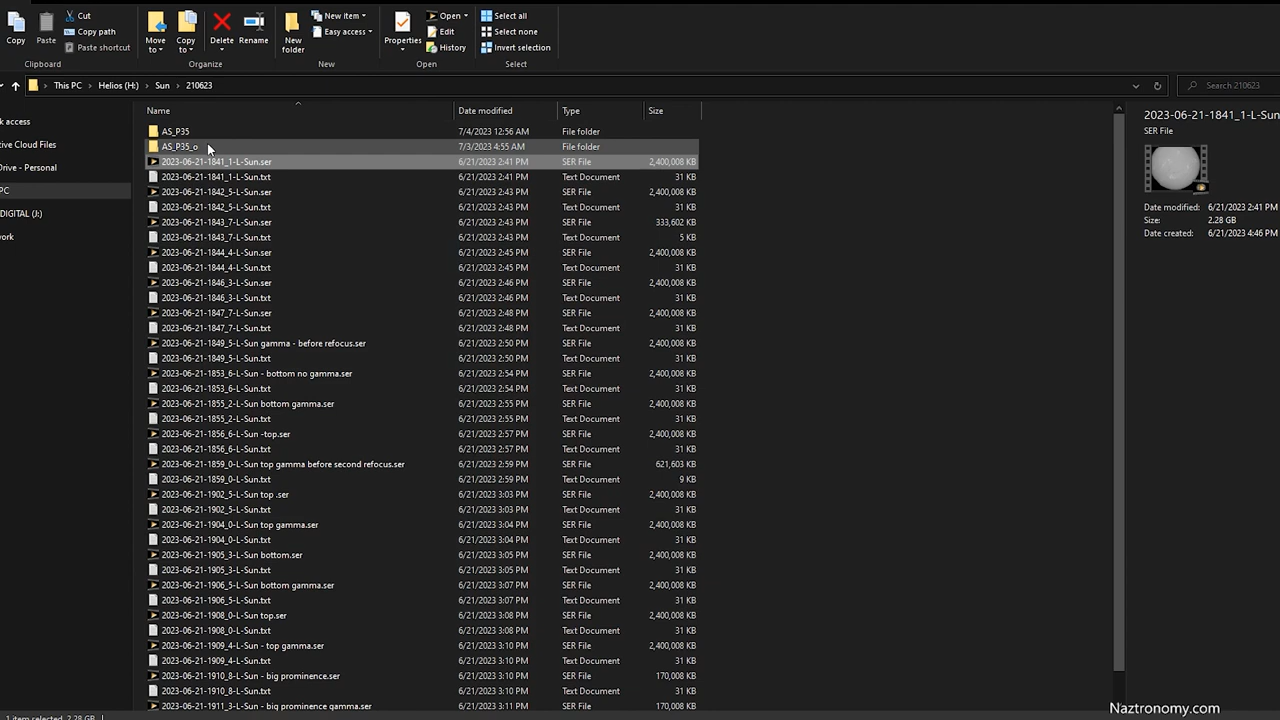 Cut
Copy path
Paste shortcut
Copy
Paste
Clipboard
Move to
Copy to
Delete
Rename
Organize
New folder
New item
Easy access
New
Properties
Open
Edit
History
Open
Select all
Select none
Invert selection
Select
This PC > Helios (H:) > Sun > 210623
Search 210623
ck access
tive Cloud Files
Drive - Personal
PC
DIGITAL (J:)
work
Name Date modified Type Size
AS_P35 7/4/2023 12:56 AM File folder
AS_P35_o 7/3/2023 4:55 AM File folder
2023-06-21-1841_1-L-Sun.ser 6/21/2023 2:41 PM SER File 2,400,008 KB
2023-06-21-1841_1-L-Sun.txt 6/21/2023 2:41 PM Text Document 31 KB
2023-06-21-1842_5-L-Sun.ser 6/21/2023 2:43 PM SER File 2,400,008 KB
2023-06-21-1842_5-L-Sun.txt 6/21/2023 2:43 PM Text Document 31 KB
2023-06-21-1843_7-L-Sun.ser 6/21/2023 2:43 PM SER File 333,602 KB
2023-06-21-1843_7-L-Sun.txt 6/21/2023 2:43 PM Text Document 5 KB
2023-06-21-1844_4-L-Sun.ser 6/21/2023 2:45 PM SER File 2,400,008 KB
2023-06-21-1844_4-L-Sun.txt 6/21/2023 2:45 PM Text Document 31 KB
2023-06-21-1846_3-L-Sun.ser 6/21/2023 2:46 PM SER File 2,400,008 KB
2023-06-21-1846_3-L-Sun.txt 6/21/2023 2:46 PM Text Document 31 KB
2023-06-21-1847_7-L-Sun.ser 6/21/2023 2:48 PM SER File 2,400,008 KB
2023-06-21-1847_7-L-Sun.txt 6/21/2023 2:48 PM Text Document 31 KB
2023-06-21-1849_5-L-Sun gamma - before refocus.ser 6/21/2023 2:50 PM SER File 2,400,008 KB
2023-06-21-1849_5-L-Sun.txt 6/21/2023 2:50 PM Text Document 31 KB
2023-06-21-1853_6-L-Sun - bottom no gamma.ser 6/21/2023 2:54 PM SER File 2,400,008 KB
2023-06-21-1853_6-L-Sun.txt 6/21/2023 2:54 PM Text Document 31 KB
2023-06-21-1855_2-L-Sun bottom gamma.ser 6/21/2023 2:55 PM SER File 2,400,008 KB
2023-06-21-1855_2-L-Sun.txt 6/21/2023 2:55 PM Text Document 31 KB
2023-06-21-1856_6-L-Sun -top.ser 6/21/2023 2:57 PM SER File 2,400,008 KB
2023-06-21-1856_6-L-Sun.txt 6/21/2023 2:57 PM Text Document 31 KB
2023-06-21-1859_0-L-Sun top gamma before second refocus.ser 6/21/2023 2:59 PM SER File 621,603 KB
2023-06-21-1859_0-L-Sun.txt 6/21/2023 2:59 PM Text Document 9 KB
2023-06-21-1902_5-L-Sun top .ser 6/21/2023 3:03 PM SER File 2,400,008 KB
2023-06-21-1902_5-L-Sun.txt 6/21/2023 3:03 PM Text Document 31 KB
2023-06-21-1904_0-L-Sun top gamma.ser 6/21/2023 3:04 PM SER File 2,400,008 KB
2023-06-21-1904_0-L-Sun.txt 6/21/2023 3:04 PM Text Document 31 KB
2023-06-21-1905_3-L-Sun bottom.ser 6/21/2023 3:05 PM SER File 2,400,008 KB
2023-06-21-1905_3-L-Sun.txt 6/21/2023 3:05 PM Text Document 31 KB
2023-06-21-1906_5-L-Sun bottom gamma.ser 6/21/2023 3:07 PM SER File 2,400,008 KB
2023-06-21-1906_5-L-Sun.txt 6/21/2023 3:07 PM Text Document 31 KB
2023-06-21-1908_0-L-Sun top.ser 6/21/2023 3:08 PM SER File 2,400,008 KB
2023-06-21-1908_0-L-Sun.txt 6/21/2023 3:08 PM Text Document 31 KB
2023-06-21-1909_4-L-Sun - top gamma.ser 6/21/2023 3:10 PM SER File 2,400,008 KB
2023-06-21-1909_4-L-Sun.txt 6/21/2023 3:10 PM Text Document 31 KB
2023-06-21-1910_8-L-Sun - big prominence.ser 6/21/2023 3:10 PM SER File 170,008 KB
2023-06-21-1910_8-L-Sun.txt 6/21/2023 3:10 PM Text Document 31 KB
2023-06-21-1911_3-L-Sun - big prominence gamma.ser 6/21/2023 3:11 PM SER File 170,008 KB
2023-06-21-1841_1-L-Sun
SER File
Date modified: 6/21/2023 2:41 PM
Size: 2.28 GB
Date created: 6/21/2023 4:46 PM
1 item selected 2.28 GB
Naztronomy.com